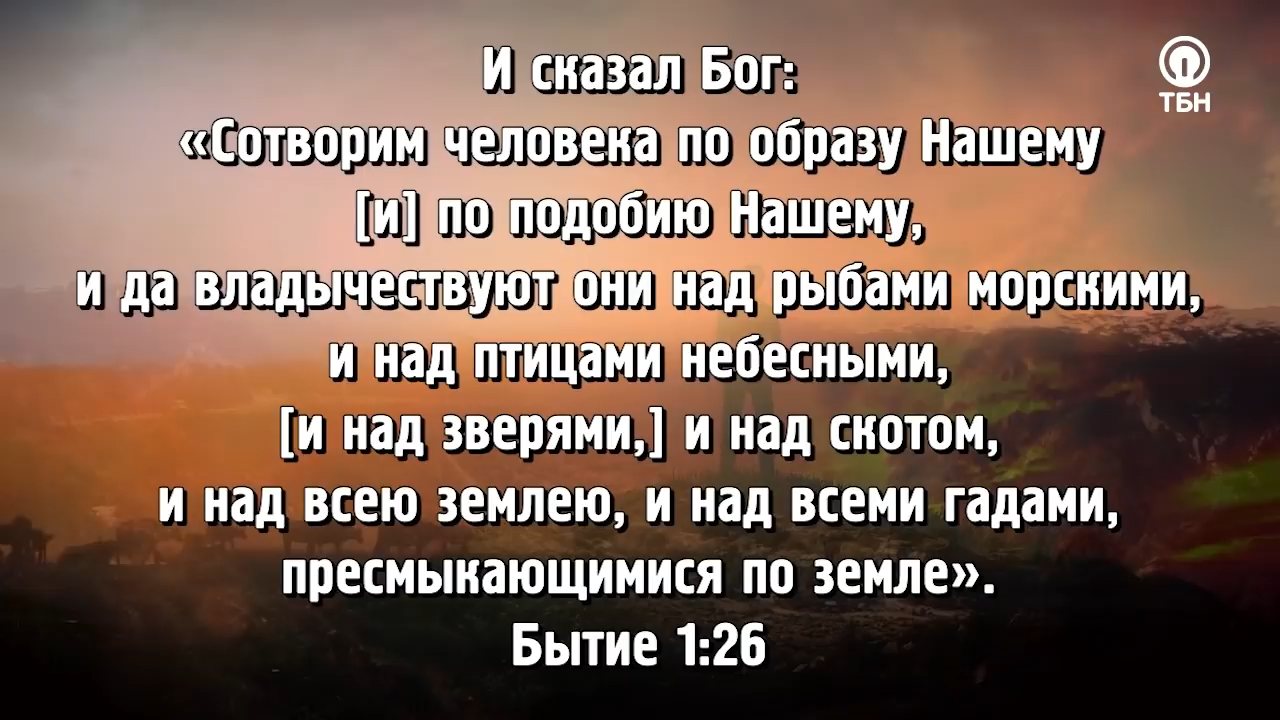 И сказал Бог:
«Сотворим человека по образу Нашему
[и] по подобию Нашему,
и да владычествуют они над рыбами морскими,
и над птицами небесными,
[и над зверями,] и над скотом,
и над всею землею, и над всеми гадами,
пресмыкающимися по земле».
Бытие 1:26
ТБН